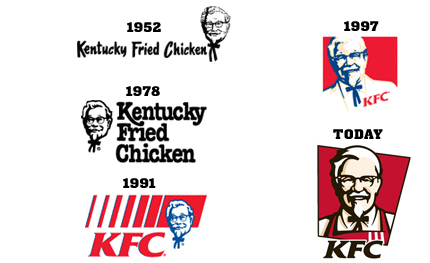 1952
Kentucky Fried Chicken
1978
Kentucky
Fried
Chicken
1991
KFC
1997
KFC
TODAY
KFC